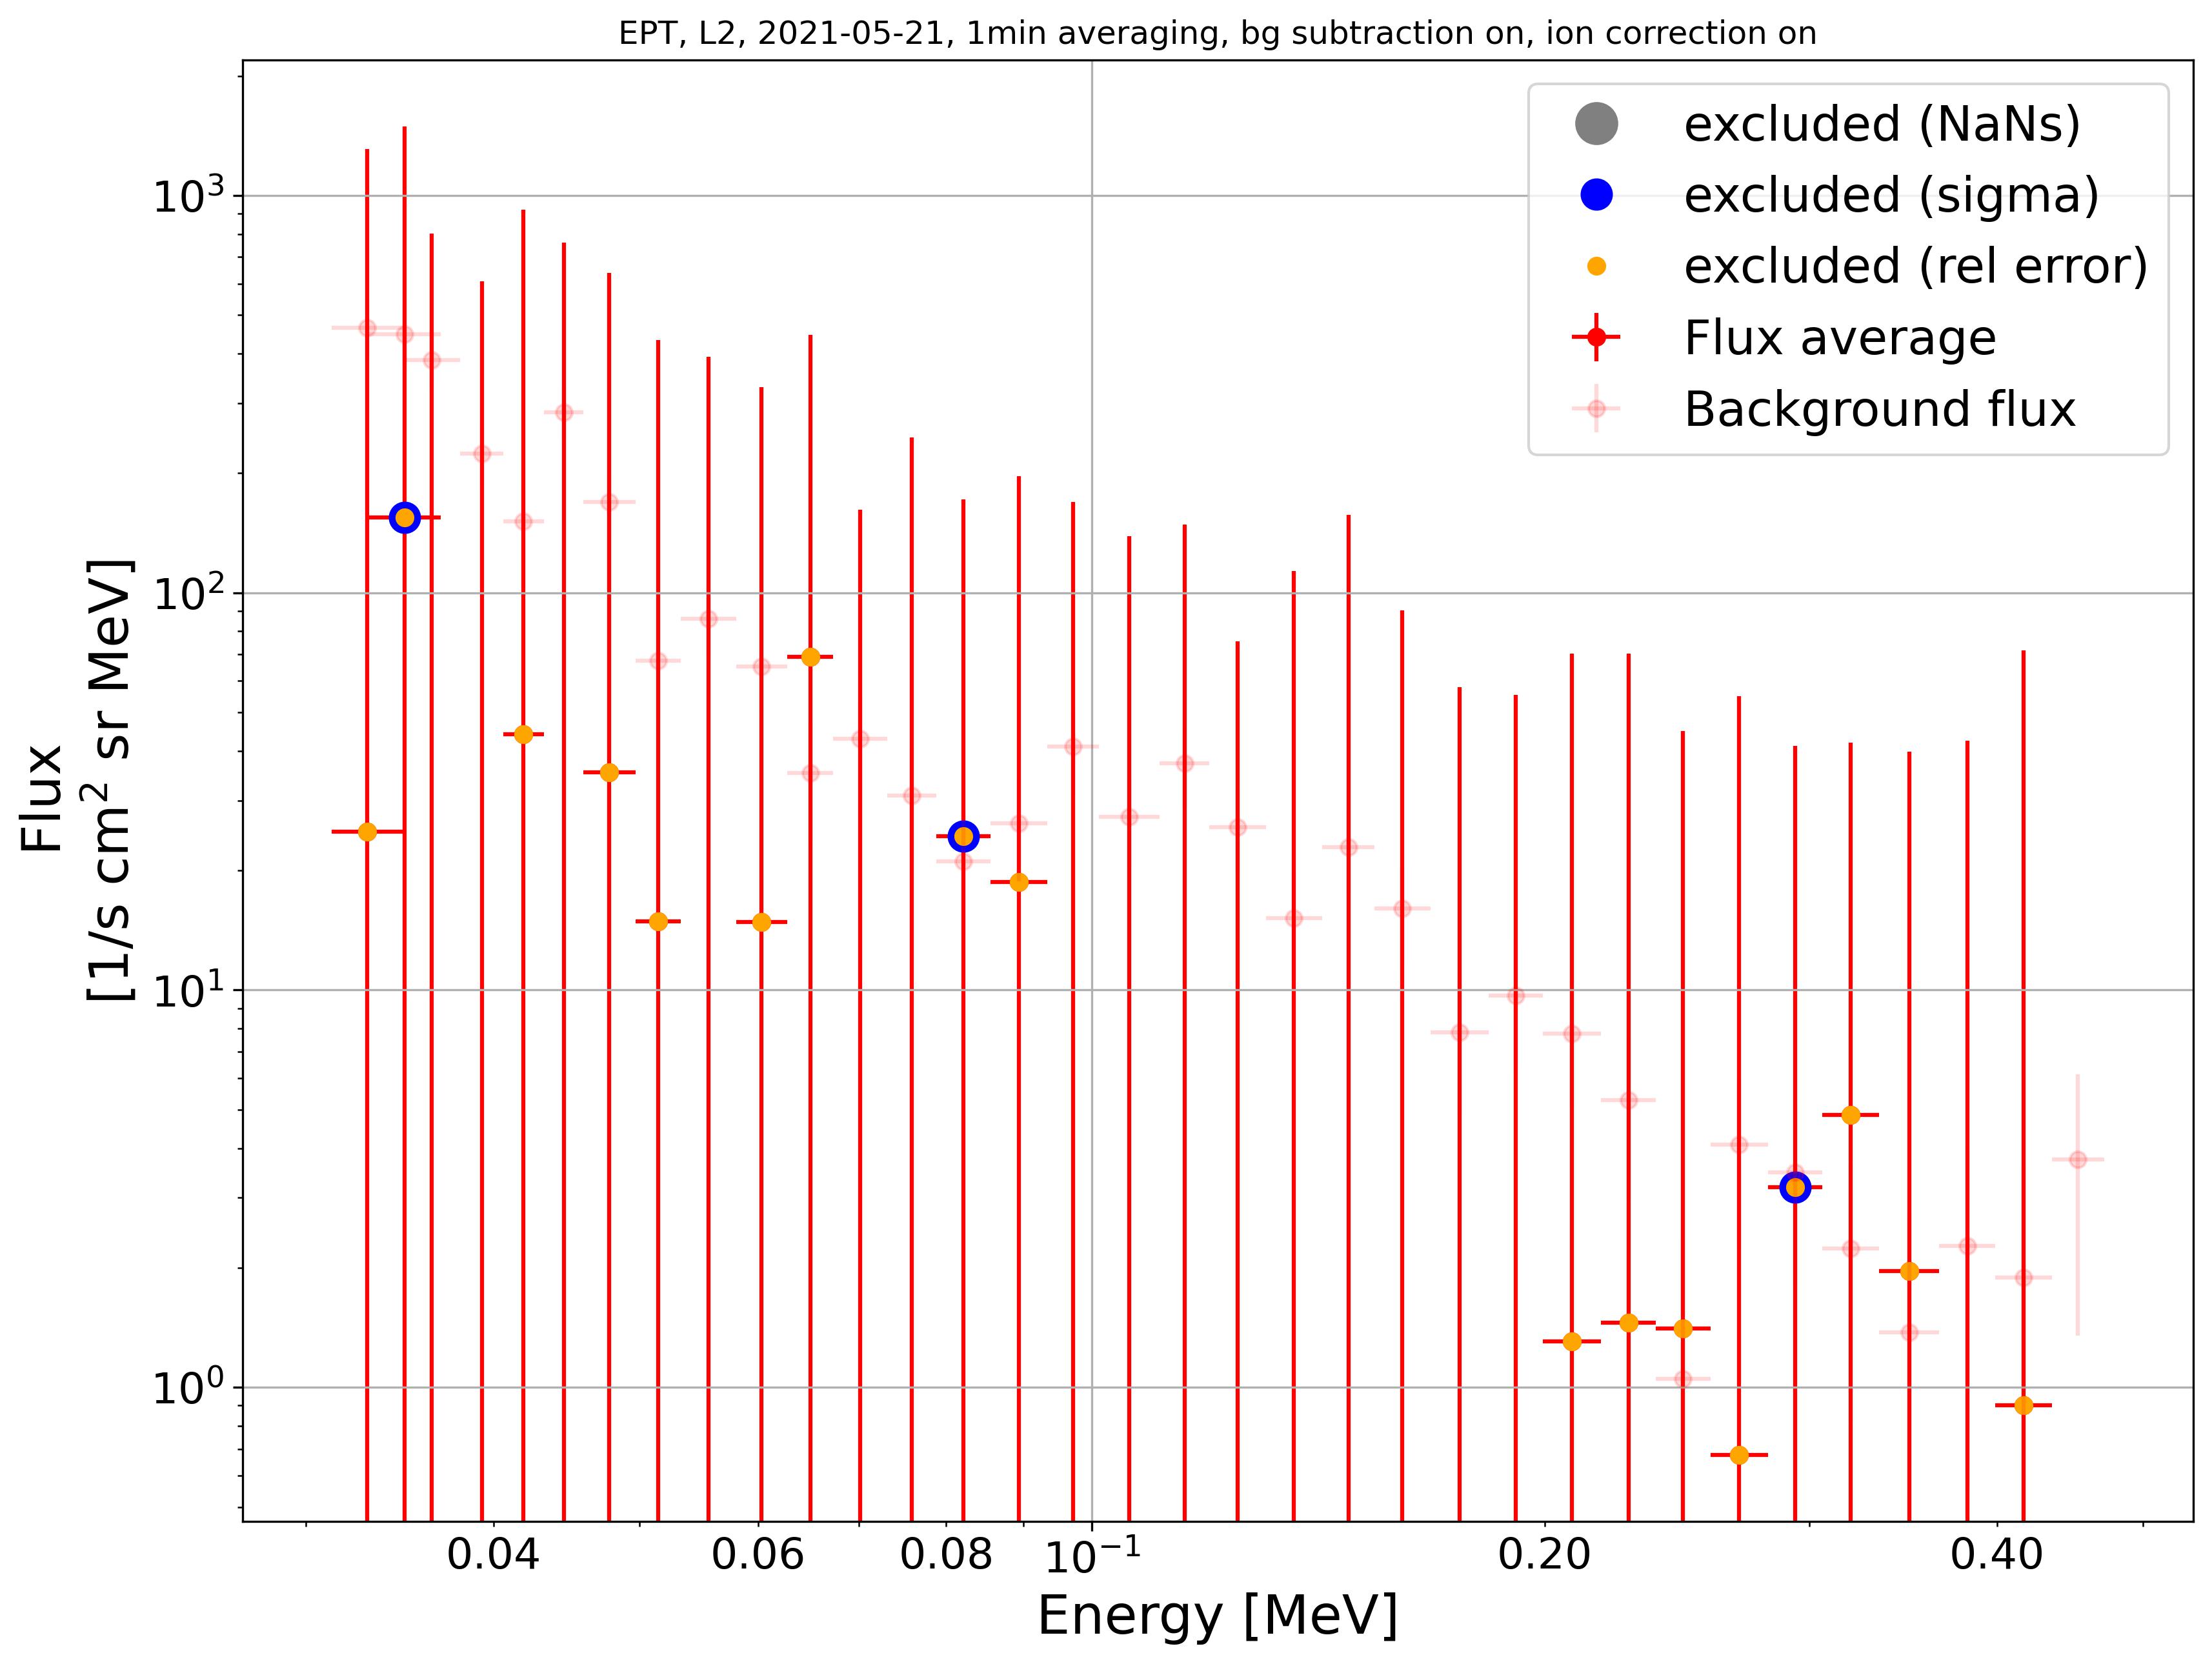 EPT, L2, 2021-05-21, 1min averaging, bg subtraction on, ion correction on
excluded (NaNs)
excluded (sigma)
excluded (rel error)
Flux average
Background flux
10³
10²
10¹
10⁰
Flux
[1/s cm² sr MeV]
0.04 0.06 0.08 10⁻¹ 0.20 0.40
Energy [MeV]